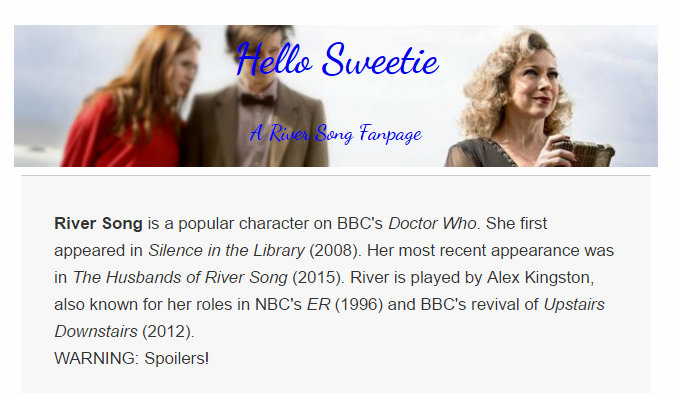 Hello Sweetie
A River Song Fanpage
River Song is a popular character on BBC's Doctor Who. She first
appeared in Silence in the Library (2008). Her most recent appearance was
in The Husbands of River Song (2015). River is played by Alex Kingston,
also known for her roles in NBC's ER (1996) and BBC's revival of Upstairs
Downstairs (2012).
WARNING: Spoilers!